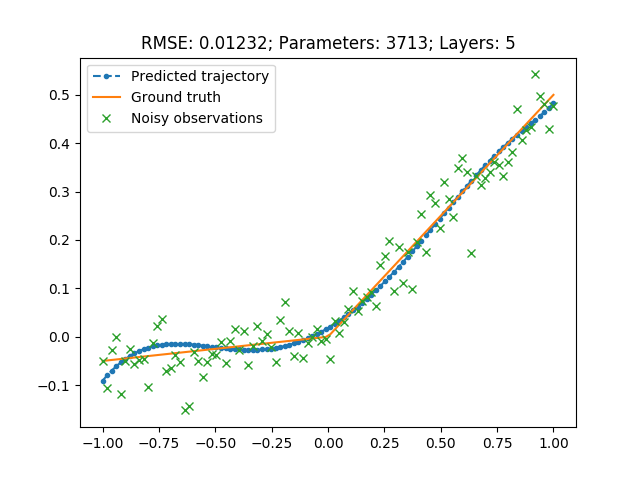 RMSE: 0.01232; Parameters: 3713; Layers: 5
Predicted trajectory
Ground truth
Noisy observations
0.5
0.4
0.3
0.2
0.1
0.0
−0.1
−1.00 −0.75 −0.50 −0.25 0.00 0.25 0.50 0.75 1.00